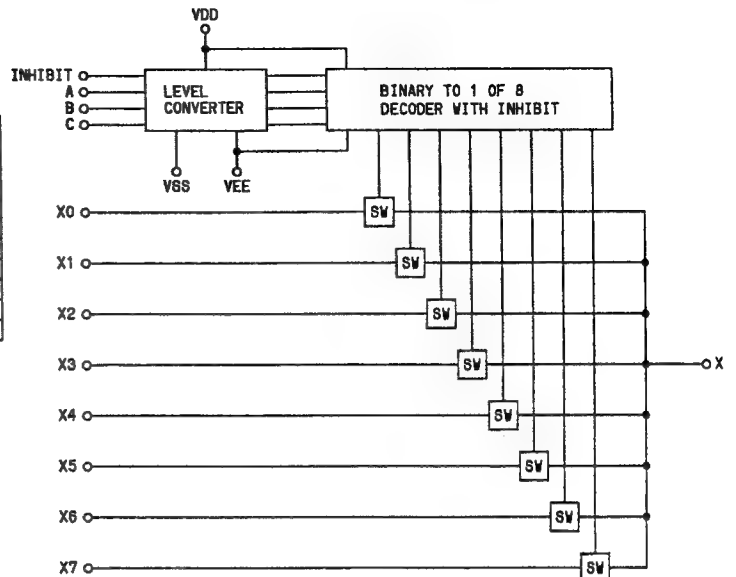 VDD
INHIBIT
A
B
C
LEVEL
CONVERTER
BINARY TO 1 OF 8
DECODER WITH INHIBIT
VSS
VEE
X0
SW
X1
SW
X2
SW
X3
SW
X
X4
SW
X5
SW
X6
SW
X7
SW